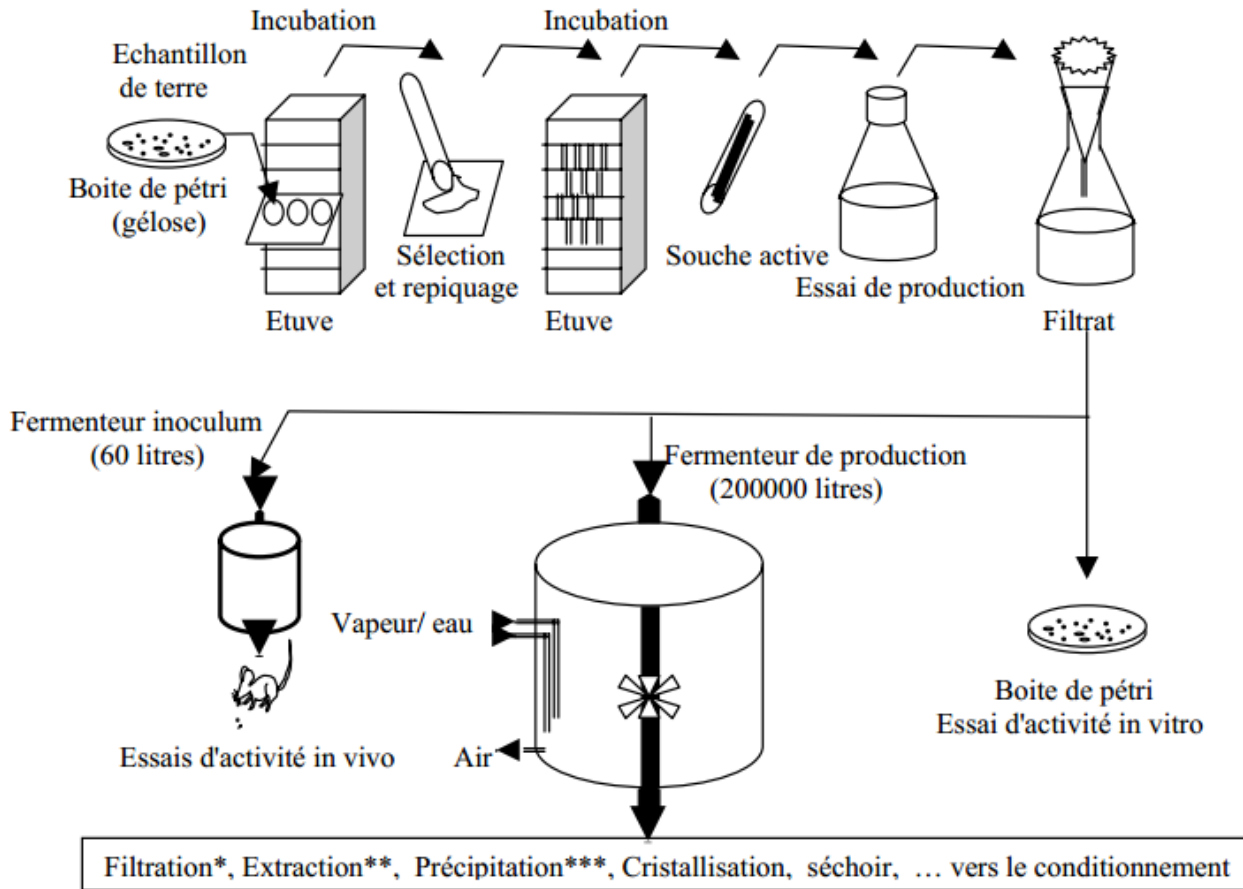 Incubation
Incubation
Echantillon
de terre
Boite de pétri
(gélose)
Sélection
et repiquage
Souche active
Essai de production
Etuve
Etuve
Filtrat
Fermenteur inoculum
(60 litres)
Fermenteur de production
(200000 litres)
Vapeur/ eau
Air
Essais d'activité in vivo
Boite de pétri
Essai d'activité in vitro
Filtration*, Extraction**, Précipitation***, Cristallisation, séchoir, … vers le conditionnement